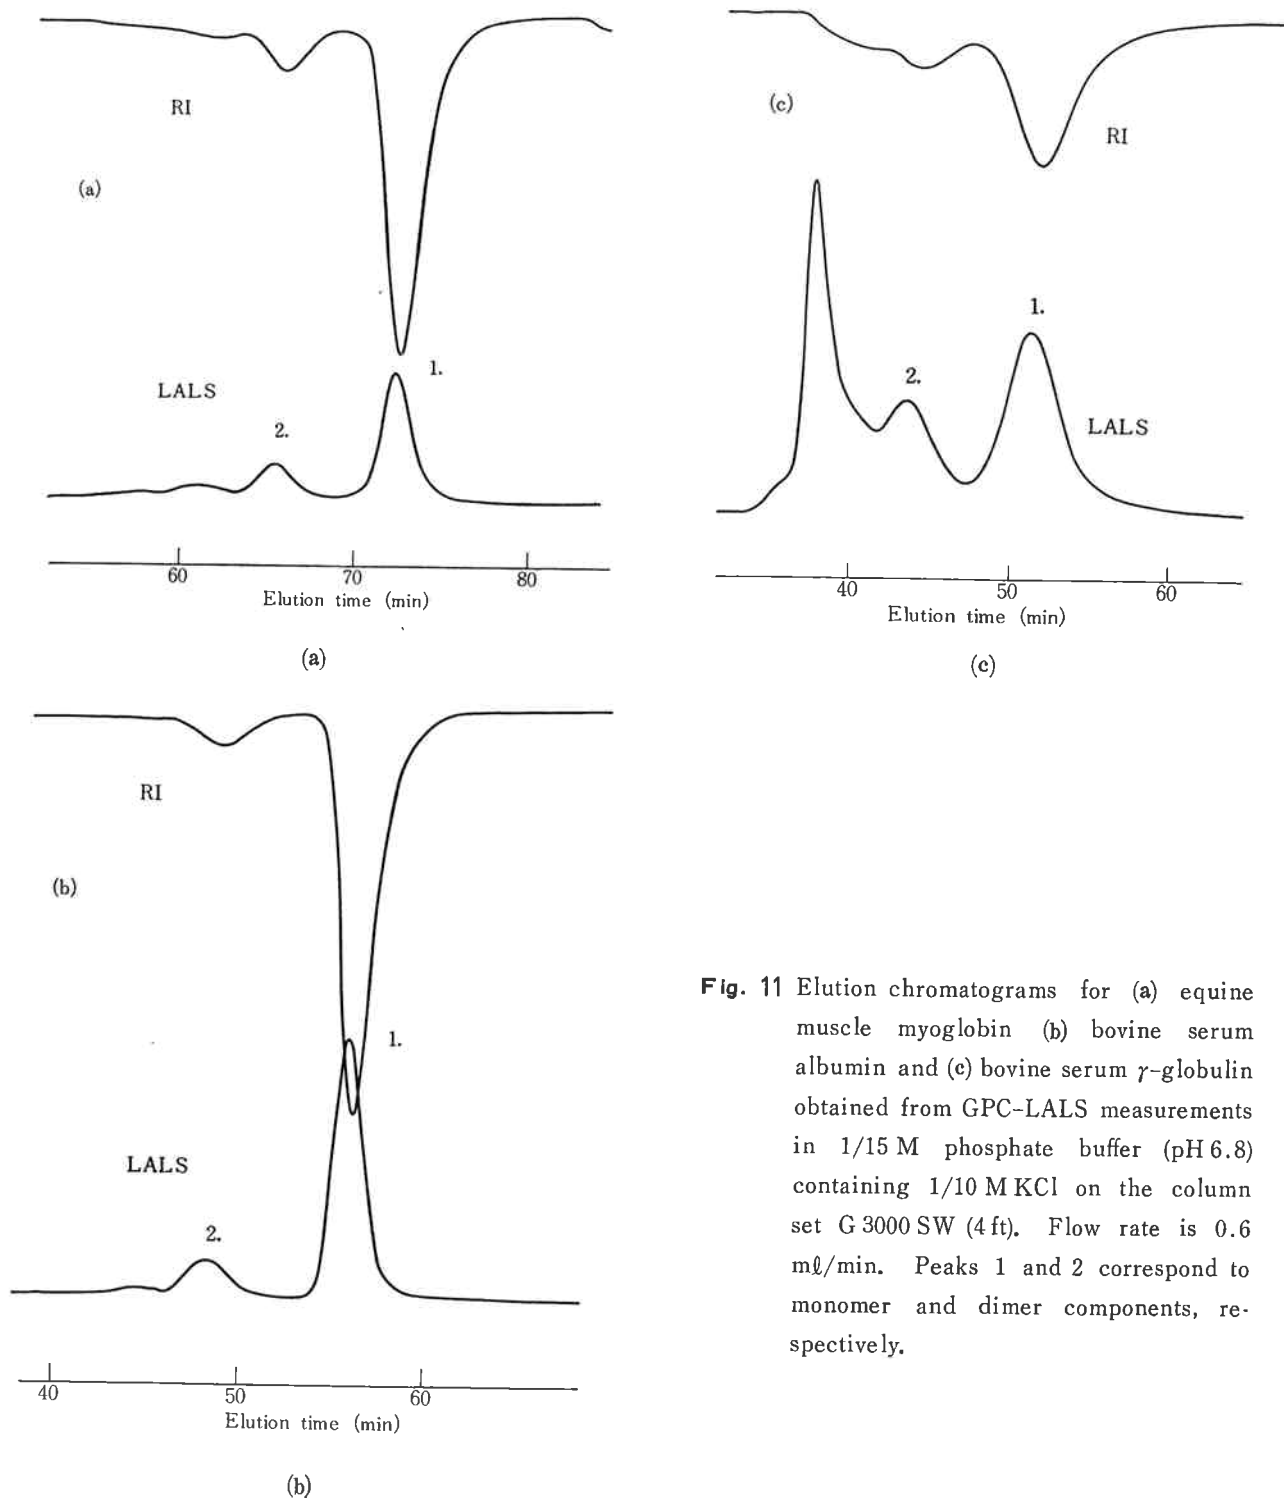 RI
(a)
1.
LALS
2.
60
70
80
Elution time (min)
(a)
(c)
RI
1.
2.
LALS
40
50
60
Elution time (min)
(c)
RI
(b)
1.
LALS
2.
40
50
60
Elution time (min)
(b)
Fig. 11 Elution chromatograms for (a) equine
muscle myoglobin (b) bovine serum
albumin and (c) bovine serum γ-globulin
obtained from GPC-LALS measurements
in 1/15 M phosphate buffer (pH 6.8)
containing 1/10 M KCl on the column
set G 3000 SW (4 ft). Flow rate is 0.6
mℓ/min. Peaks 1 and 2 correspond to
monomer and dimer components, re-
spectively.